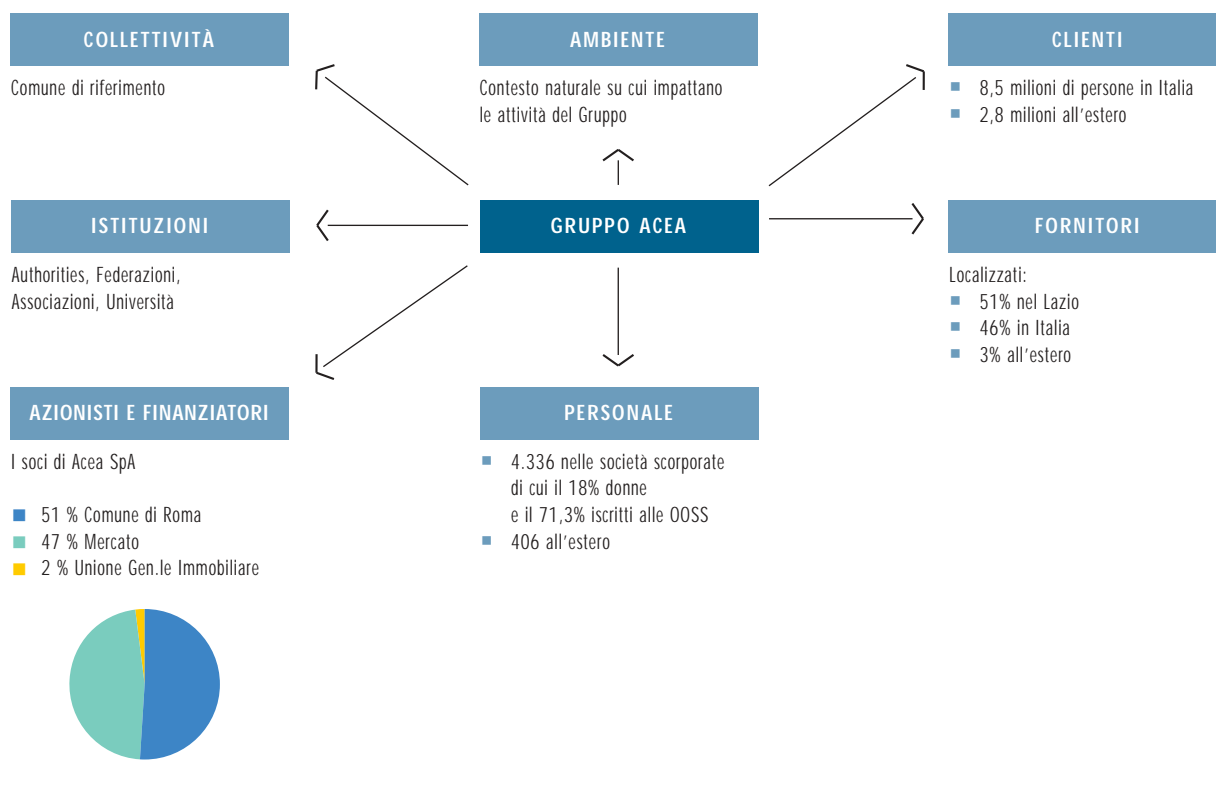 COLLETTIVITÀ
Comune di riferimento
AMBIENTE
Contesto naturale su cui impattano
le attività del Gruppo
CLIENTI
8,5 milioni di persone in Italia
2,8 milioni all'estero
ISTITUZIONI
Authorities, Federazioni,
Associazioni, Università
GRUPPO ACEA
FORNITORI
Localizzati:
51% nel Lazio
46% in Italia
3% all'estero
AZIONISTI E FINANZIATORI
I soci di Acea SpA
51 % Comune di Roma
47 % Mercato
2 % Unione Gen.le Immobiliare
PERSONALE
4.336 nelle società scorporate
di cui il 18% donne
e il 71,3% iscritti alle OOSS
406 all'estero